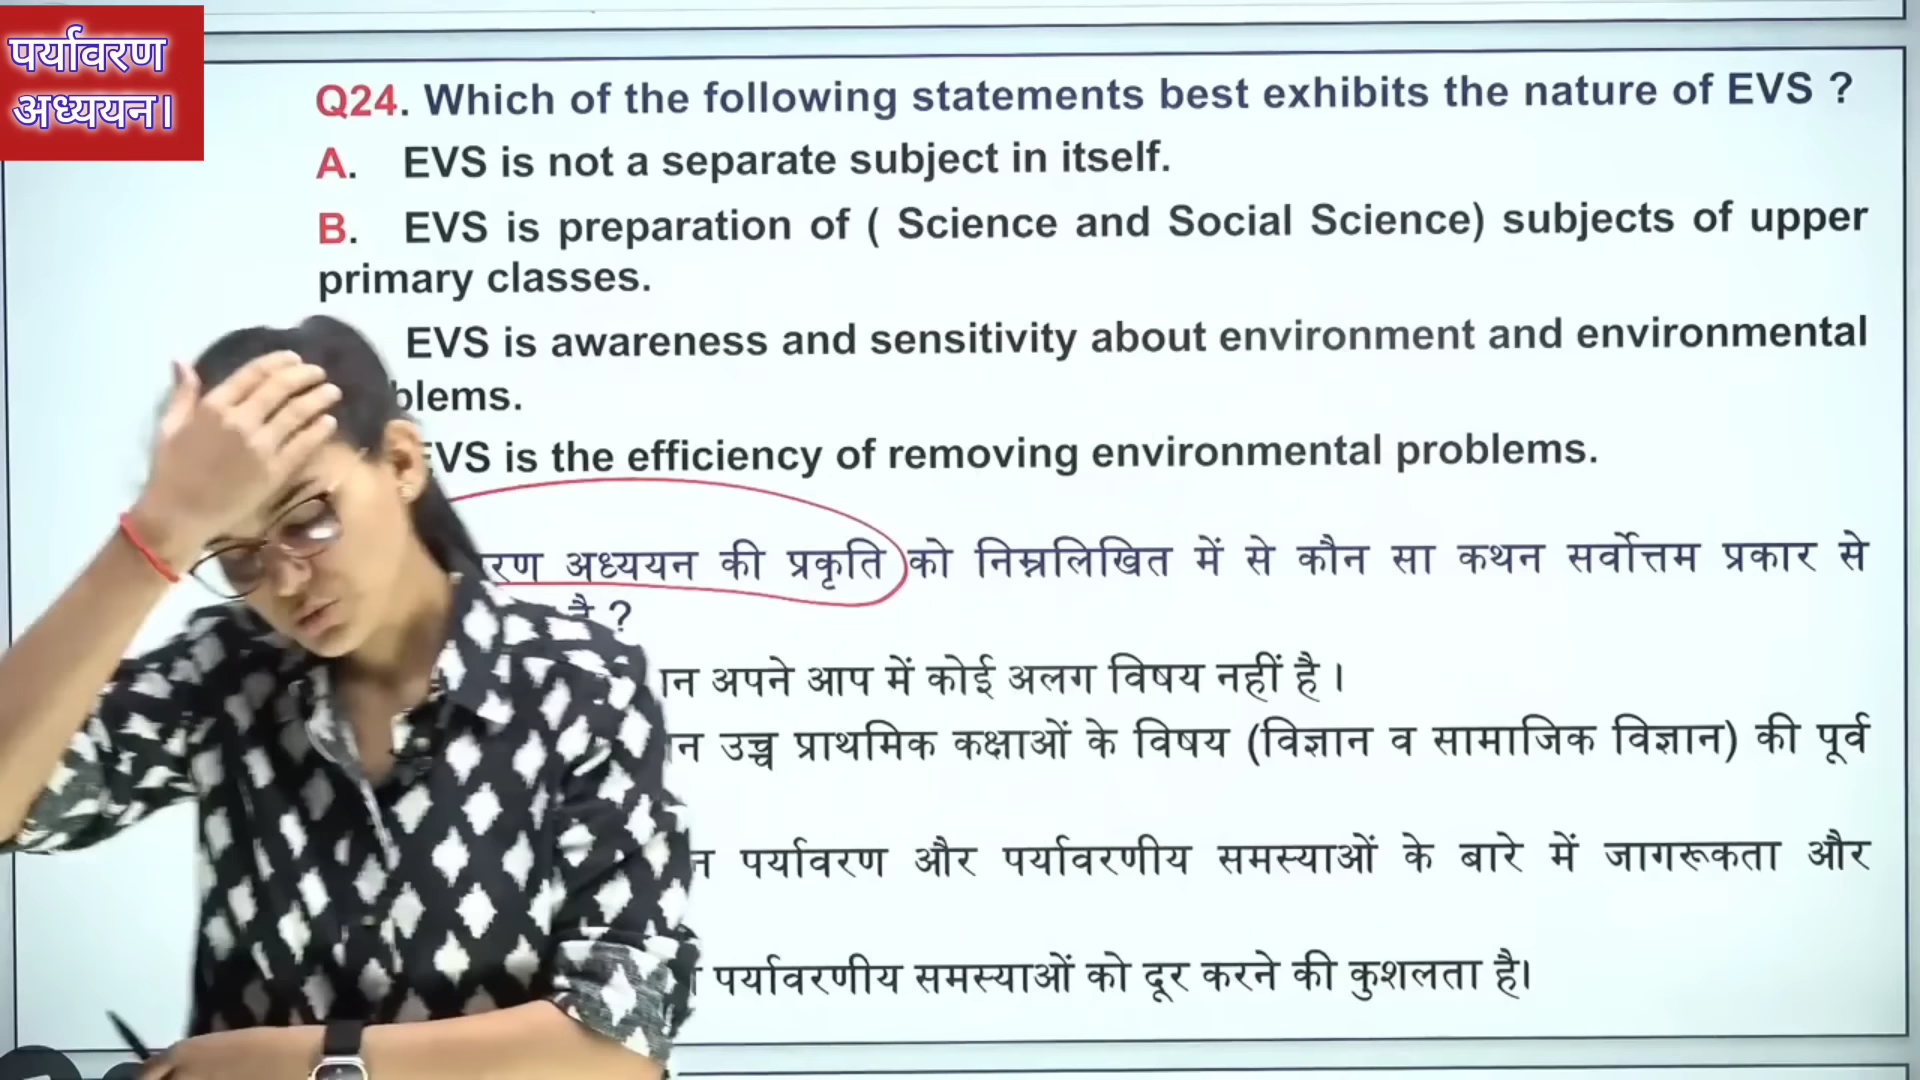 पर्यावरण
अध्ययन।
Q24. Which of the following statements best exhibits the nature of EVS ?
A. EVS is not a separate subject in itself.
B. EVS is preparation of ( Science and Social Science) subjects of upper
primary classes.
EVS is awareness and sensitivity about environment and environmental
EVS is the efficiency of removing environmental problems.
अध्ययन की प्रकृति को निम्नलिखित में से कौन सा कथन सर्वोत्तम प्रकार से
है ?
अपने आप में कोई अलग विषय नहीं है ।
उच्च प्राथमिक कक्षाओं के विषय (विज्ञान व सामाजिक विज्ञान) की पूर्व
पर्यावरण और पर्यावरणीय समस्याओं के बारे में जागरूकता और
पर्यावरणीय समस्याओं को दूर करने की कुशलता है।